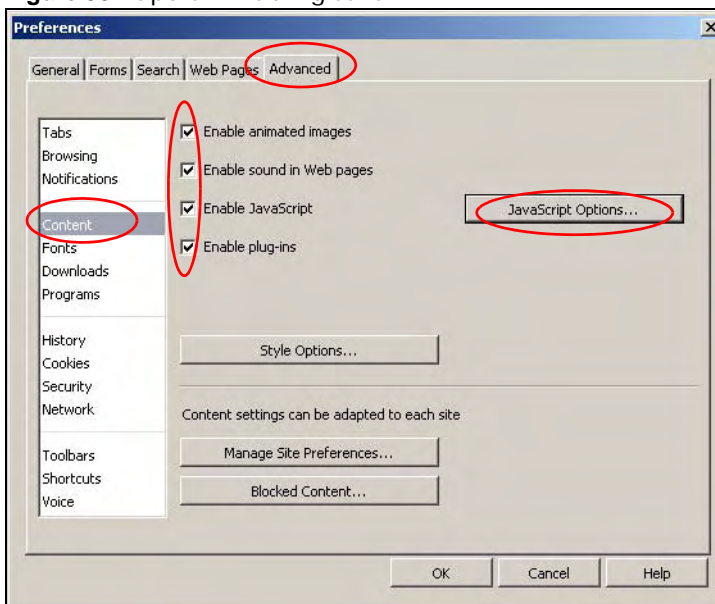 Preferences
General Forms Search Web Pages Advanced
Tabs
Browsing
Notifications
Content
Fonts
Downloads
Programs
History
Cookies
Security
Network
Toolbars
Shortcuts
Voice
Enable animated images
Enable sound in Web pages
Enable JavaScript
JavaScript Options...
Enable plug-ins
Style Options...
Content settings can be adapted to each site
Manage Site Preferences...
Blocked Content...
OK Cancel Help